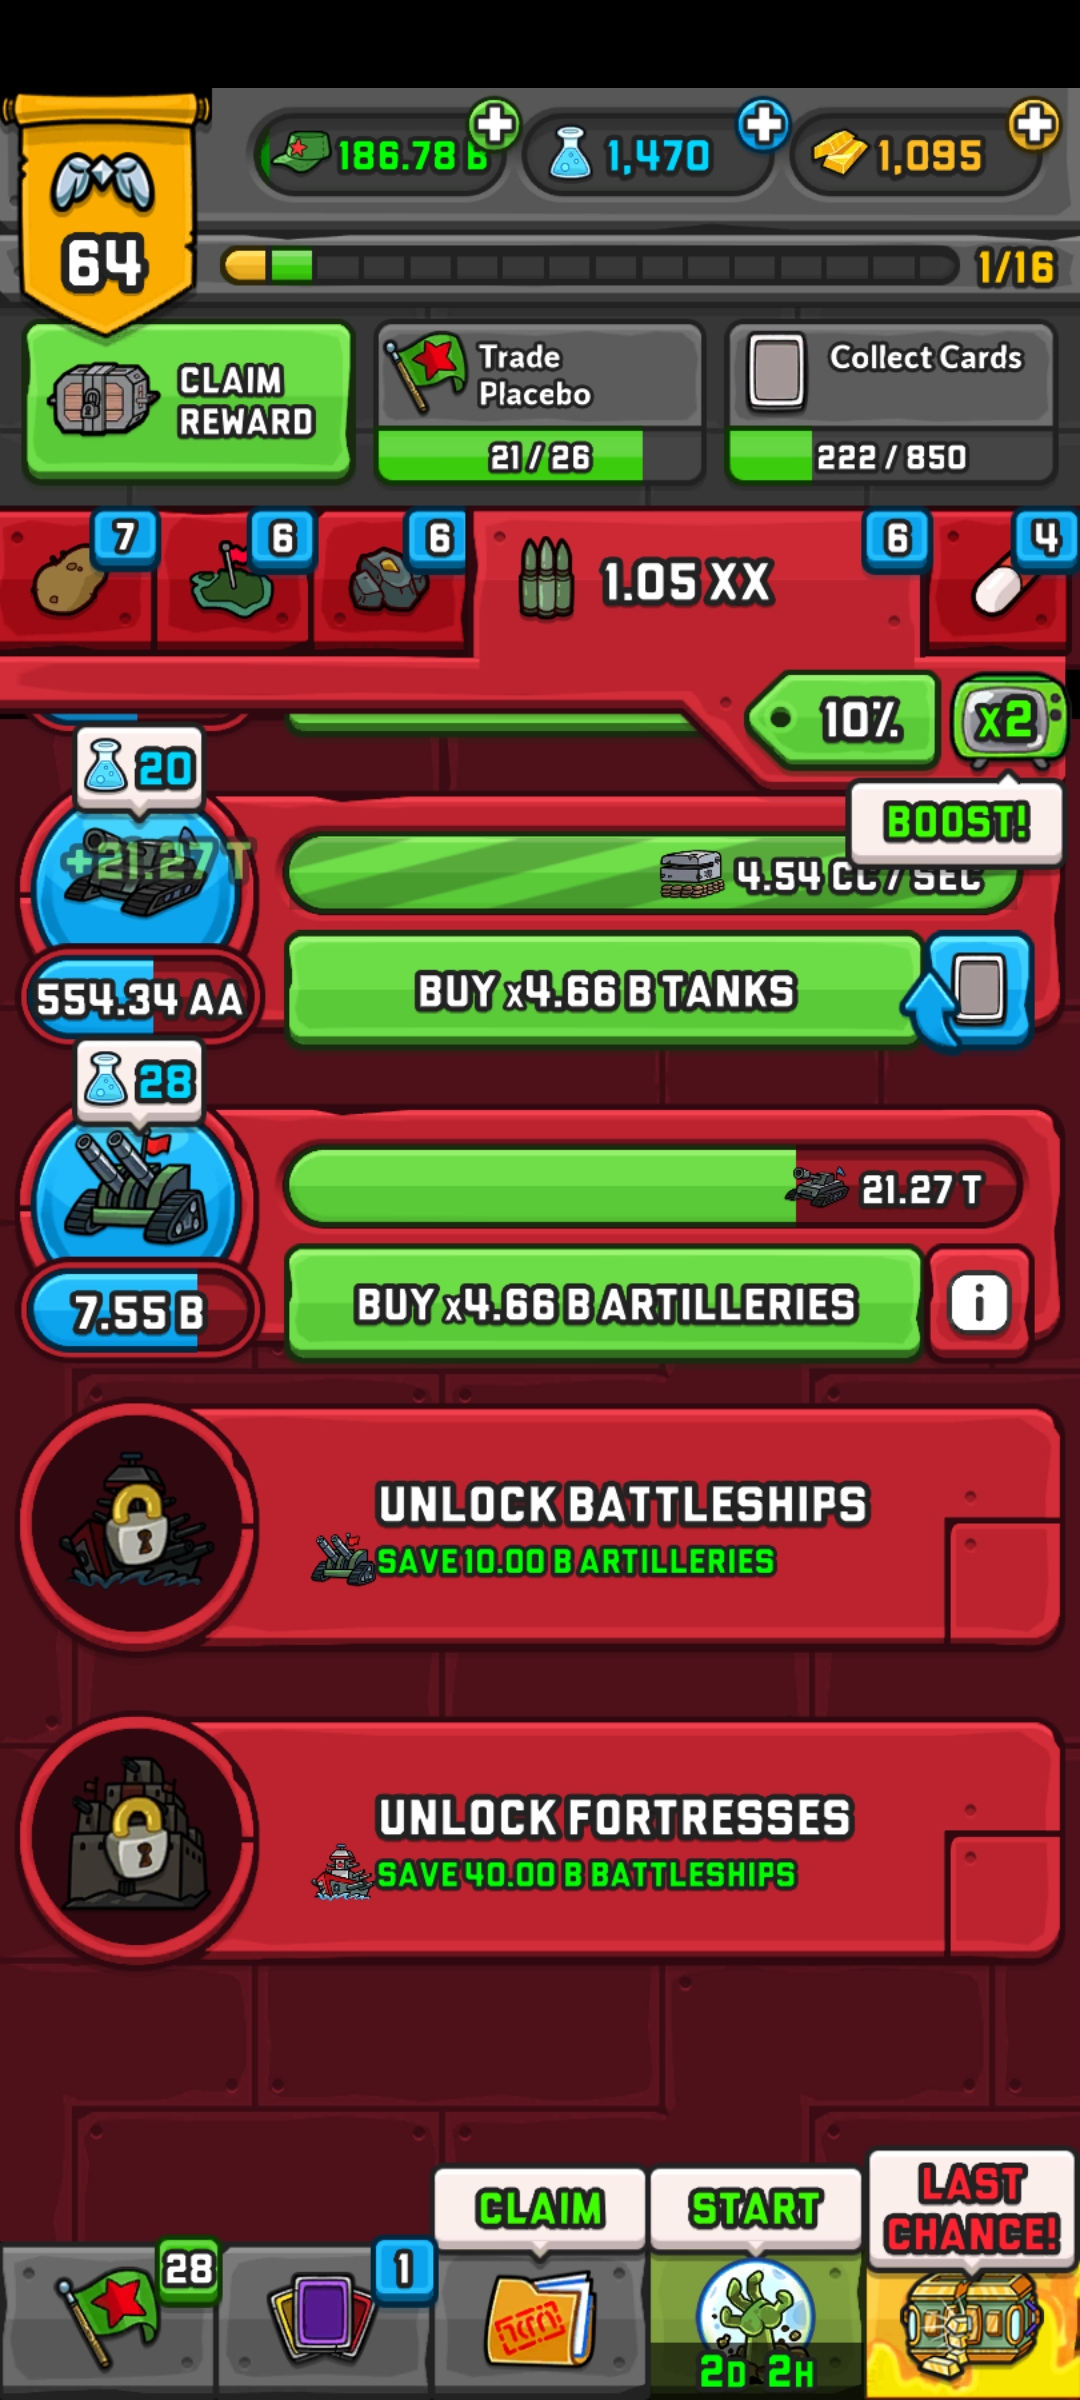 186.78 B
1,470
1,095
64
1/16
CLAIM
REWARD
Trade
Placebo
21 / 26
Collect Cards
222 / 850
7
6
6
1.05 XX
6
4
10%
x2
BOOST!
20
+21.27 T
4.54 CC / SEC
554.34 AA
BUY x4.66 B TANKS
28
21.27 T
7.55 B
BUY x4.66 B ARTILLERIES
i
UNLOCK BATTLESHIPS
SAVE 10.00 B ARTILLERIES
UNLOCK FORTRESSES
SAVE 40.00 B BATTLESHIPS
CLAIM
START
LAST
CHANCE!
28
1
2D 2H